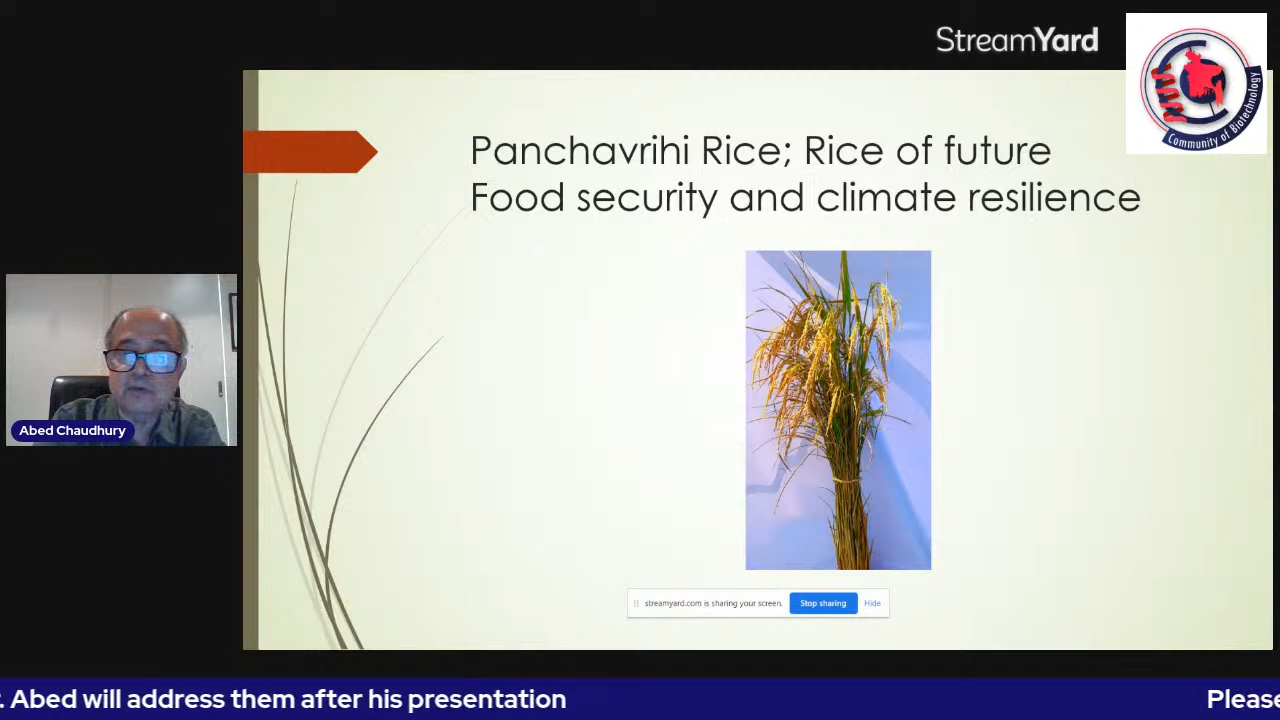 StreamYard
Community of Biotechnology
Panchavrihi Rice; Rice of future
Food security and climate resilience
Abed Chaudhury
streamyard.com is sharing your screen.
Stop sharing
Hide
. Abed will address them after his presentation
Please